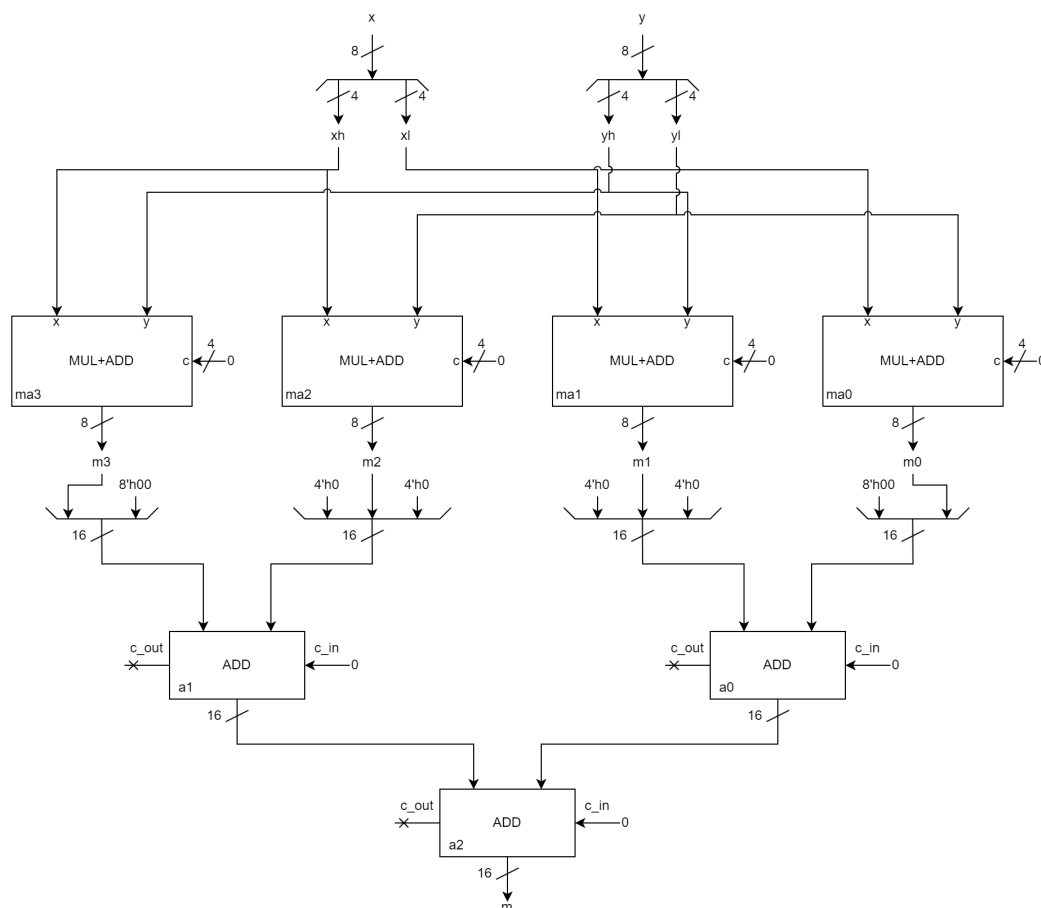 x y
8 8
4 4 4 4
xh xl yh yl
x y x y x y x y
4 4 4 4
MUL+ADD c 0 MUL+ADD c 0 MUL+ADD c 0 MUL+ADD c 0
ma3 ma2 ma1 ma0
8 8 8 8
m3 m2 m1 m0
8'h00 4'h0 4'h0 4'h0 4'h0 8'h00
16 16 16 16
c_out c_in c_out c_in
ADD 0 ADD 0
a1 a0
16 16
c_out c_in
ADD 0
a2
16
m